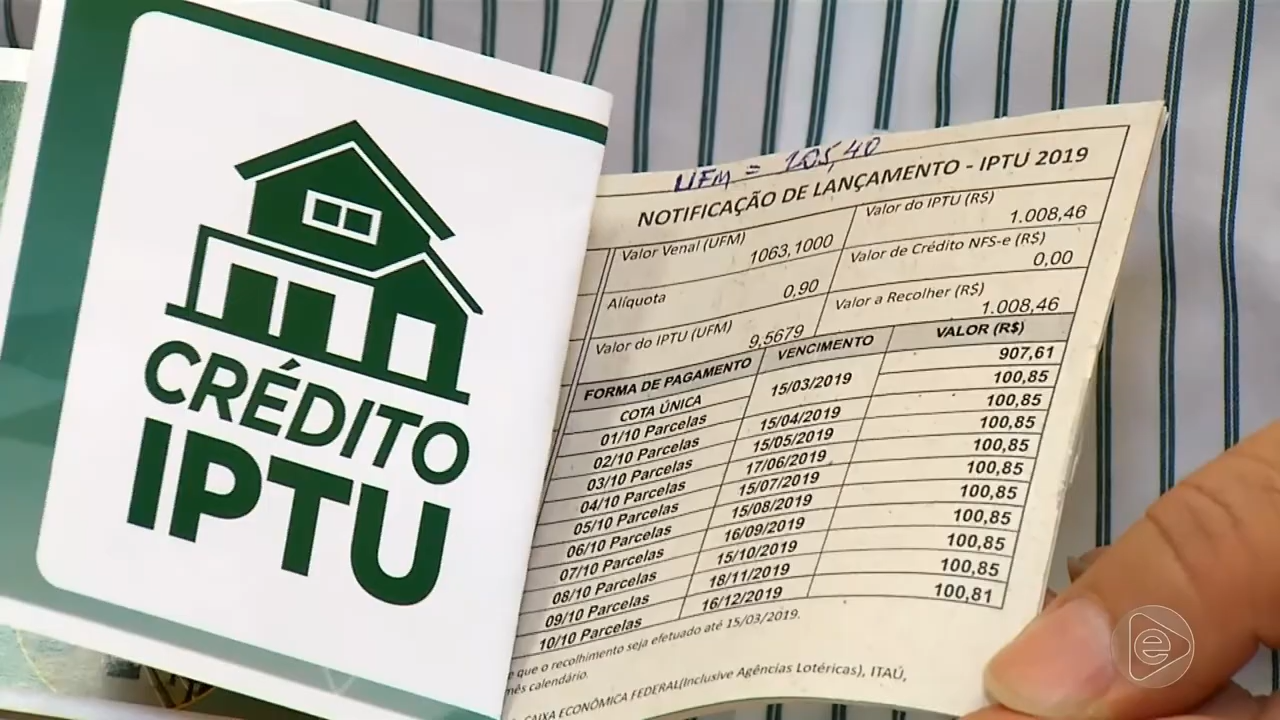 CRÉDITO
IPTU
UFM = 105,40
NOTIFICAÇÃO DE LANÇAMENTO - IPTU 2019
Valor Venal (UFM) 1063,1000
Valor do IPTU (R$) 1.008,46
Alíquota 0,90
Valor de Crédito NFS-e (R$) 0,00
Valor do IPTU (UFM) 9,5679
Valor a Recolher (R$) 1.008,46
FORMA DE PAGAMENTO VENCIMENTO VALOR (R$)
COTA ÚNICA 15/03/2019 907,61
01/10 Parcelas 100,85
02/10 Parcelas 15/04/2019 100,85
03/10 Parcelas 15/05/2019 100,85
04/10 Parcelas 17/06/2019 100,85
05/10 Parcelas 15/07/2019 100,85
06/10 Parcelas 15/08/2019 100,85
07/10 Parcelas 16/09/2019 100,85
08/10 Parcelas 15/10/2019 100,85
09/10 Parcelas 18/11/2019 100,85
10/10 Parcelas 16/12/2019 100,81
que o recolhimento seja efetuado até 15/03/2019.
mês calendário.
CAIXA ECONÔMICA FEDERAL(Inclusive Agências Lotéricas), ITAÚ,
e